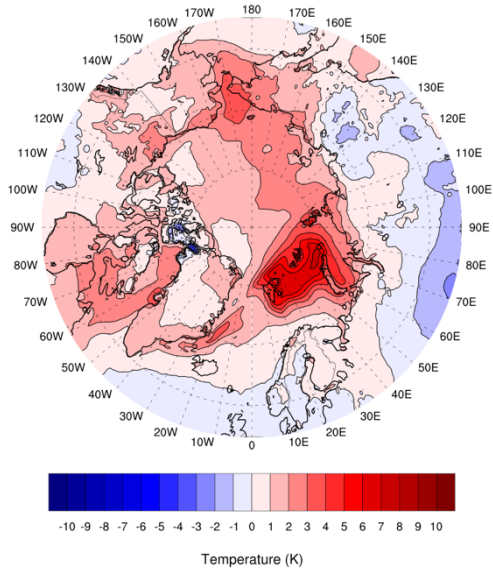 180
170W 170E
160W 160E
150W 150E
140W 140E
130W 130E
120W 120E
110W 110E
100W 100E
90W 90E
80W 80E
70W 70E
60W 60E
50W 50E
40W 40E
30W 30E
20W 20E
10W 10E
0
-10 -9 -8 -7 -6 -5 -4 -3 -2 -1 0 1 2 3 4 5 6 7 8 9 10
Temperature (K)